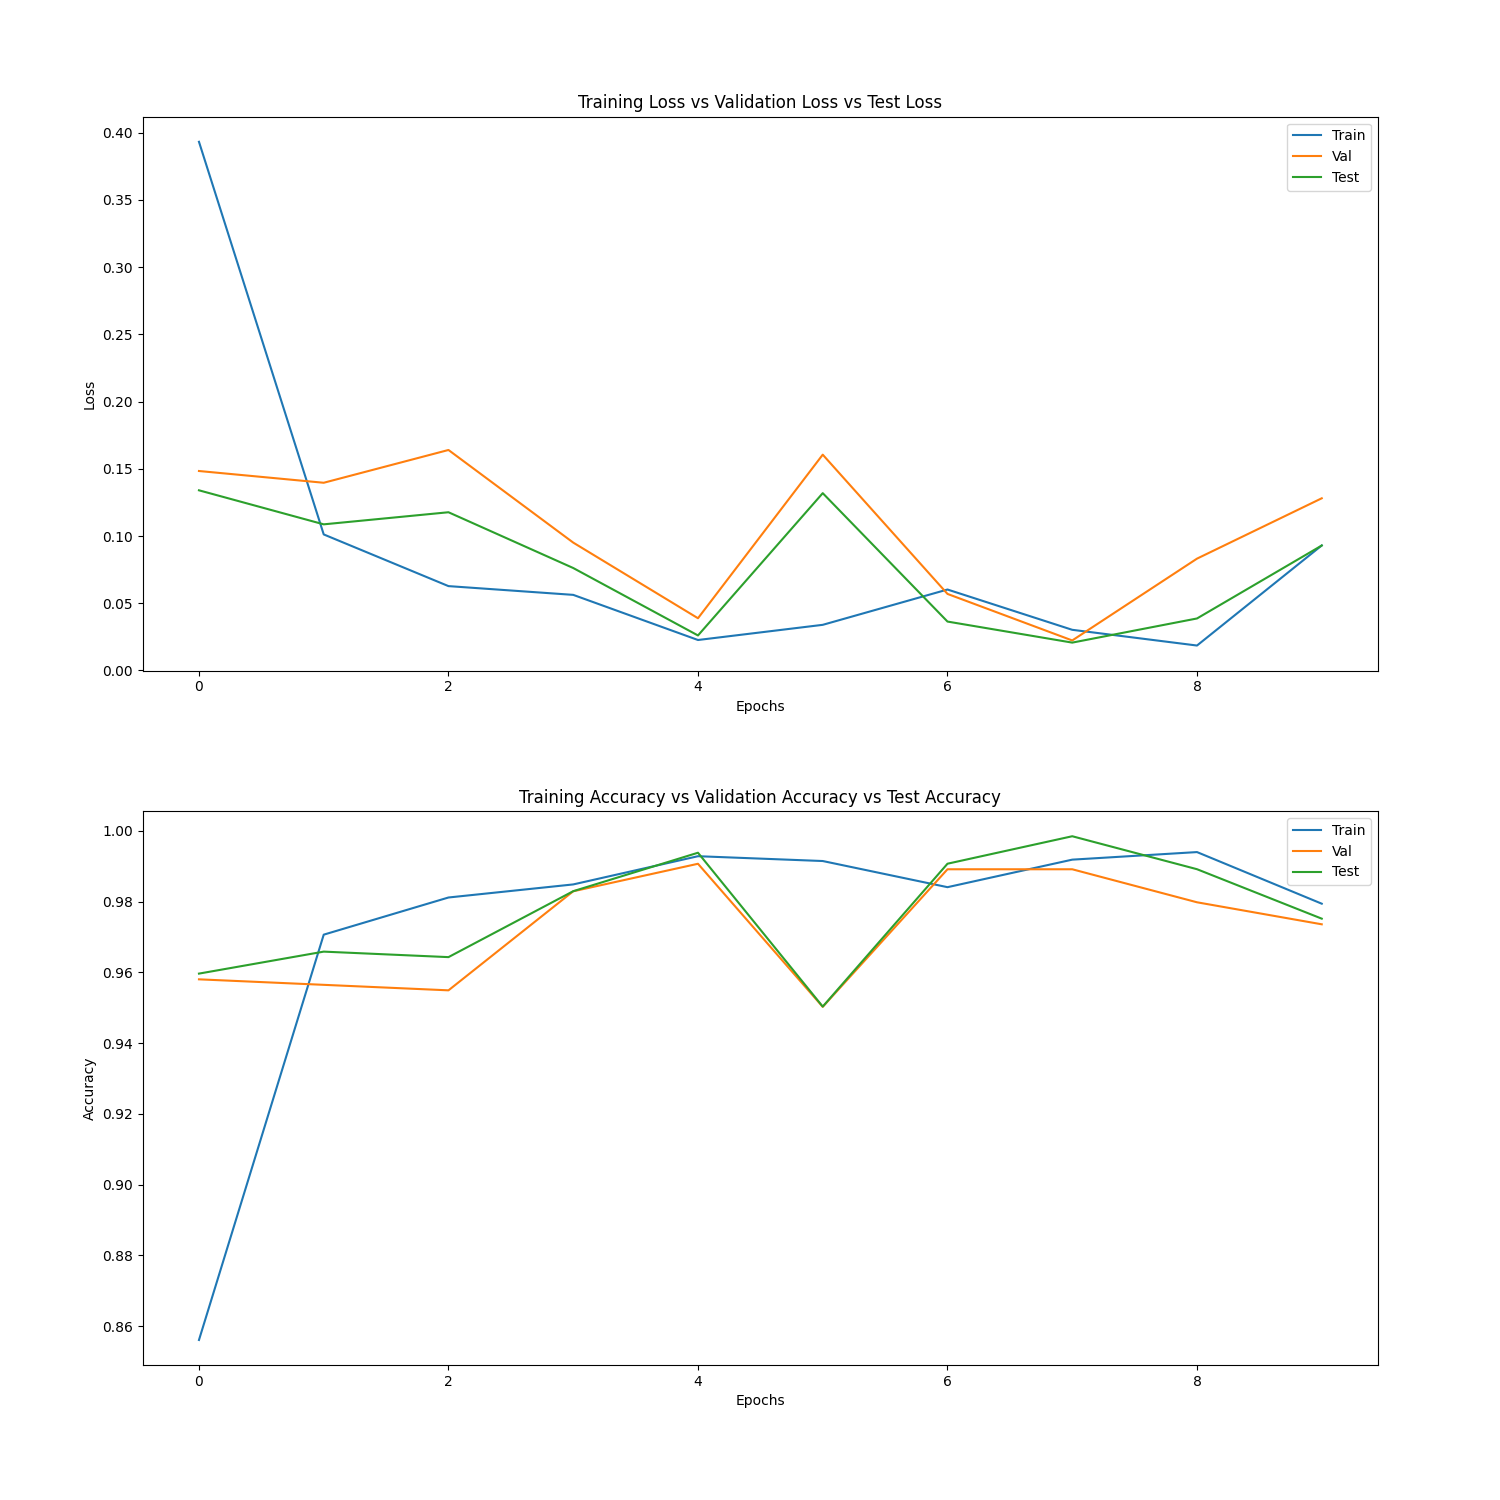 Training Loss vs Validation Loss vs Test Loss
Train
Val
Test
0.40
0.35
0.30
0.25
0.20
0.15
0.10
0.05
0.00
Loss
0 2 4 6 8
Epochs
Training Accuracy vs Validation Accuracy vs Test Accuracy
Train
Val
Test
1.00
0.98
0.96
0.94
0.92
0.90
0.88
0.86
Accuracy
0 2 4 6 8
Epochs